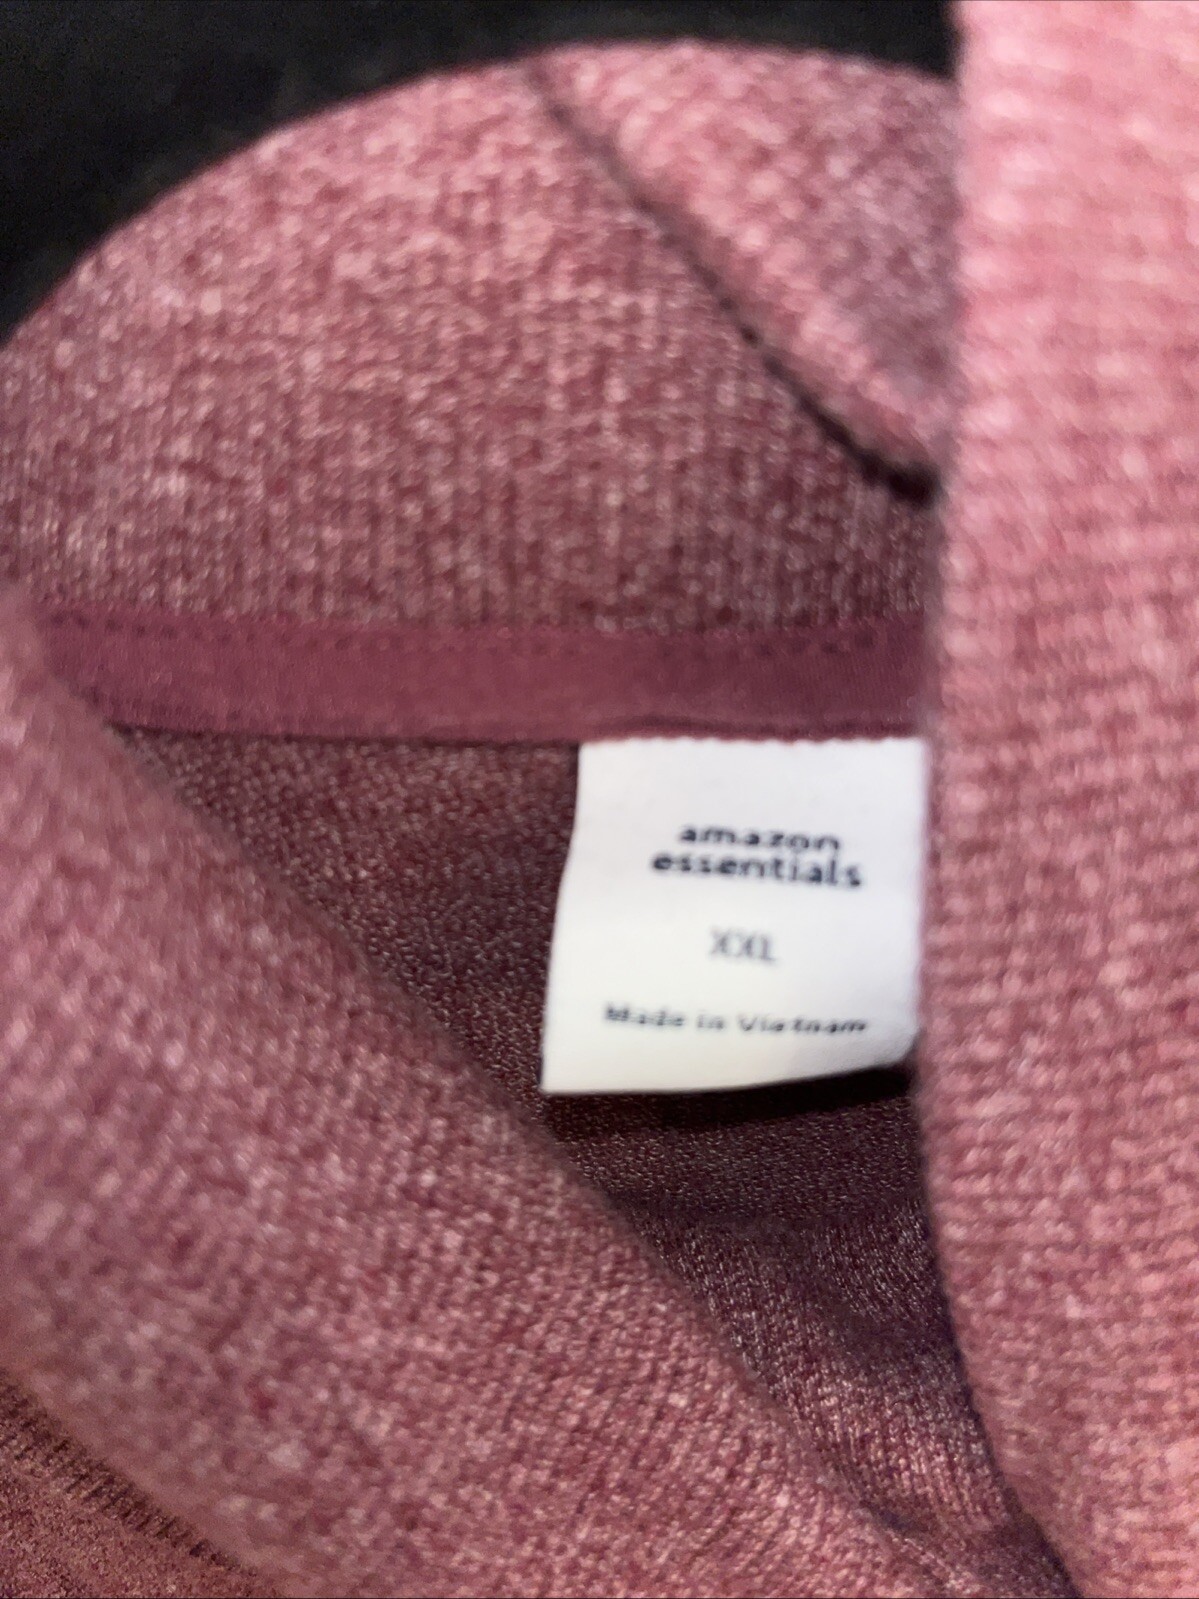 amazon
essentials
XXL
Made in Vietnam